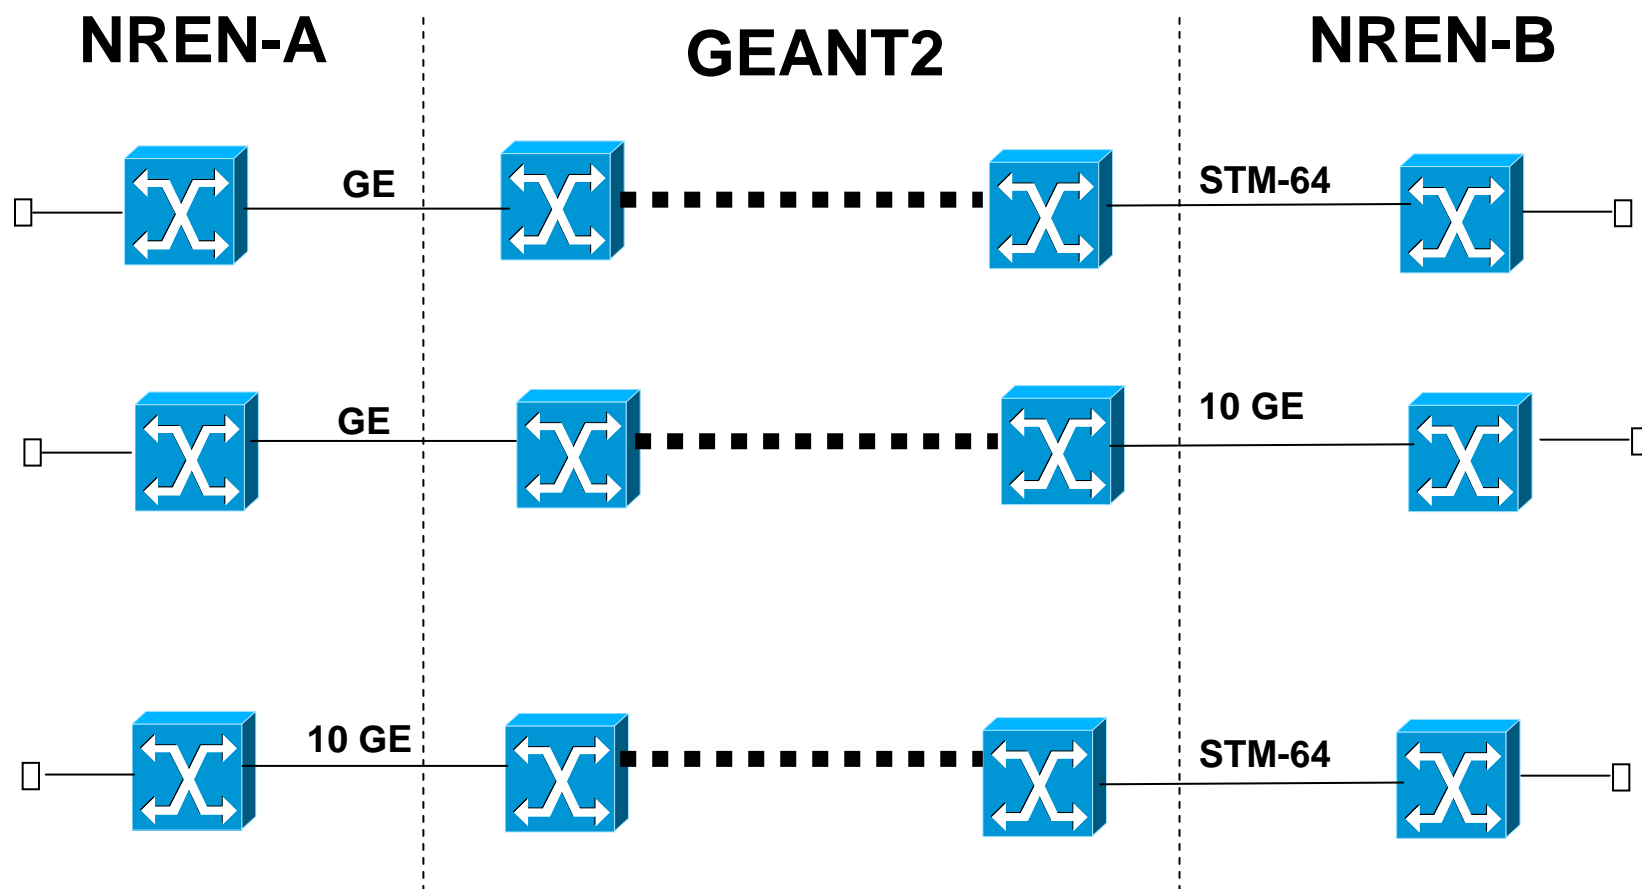 NREN-A
GEANT2
NREN-B
GE
STM-64
GE
10 GE
10 GE
STM-64